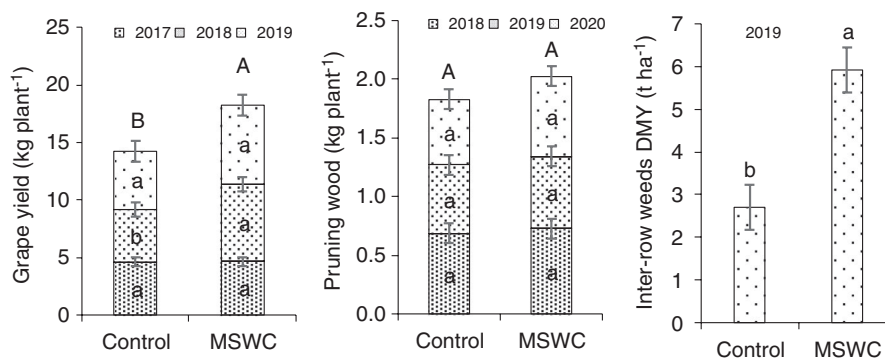 2017 2018 2019
Grape yield (kg plant⁻¹)
25
20
15
10
5
0
B
A
a
a
b
a
a
a
Control MSWC
2018 2019 2020
Pruning wood (kg plant⁻¹)
2.5
2.0
1.5
1.0
0.5
0.0
A
A
a
a
a
a
a
a
Control MSWC
2019
Inter-row weeds DMY (t ha⁻¹)
7
6
5
4
3
2
1
0
b
a
Control MSWC